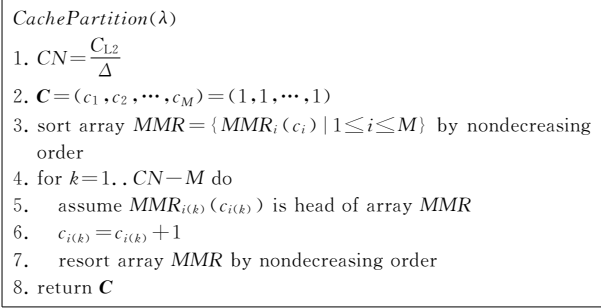 CachePartition(λ)
1. CN=C_L2/Δ
2. C=(c_1,c_2,⋯,c_M)=(1,1,⋯,1)
3. sort array MMR={MMR_i(c_i)|1≤i≤M} by nondecreasing
order
4. for k=1..CN−M do
5. assume MMR_i(k)(c_i(k)) is head of array MMR
6. c_i(k)=c_i(k)+1
7. resort array MMR by nondecreasing order
8. return C